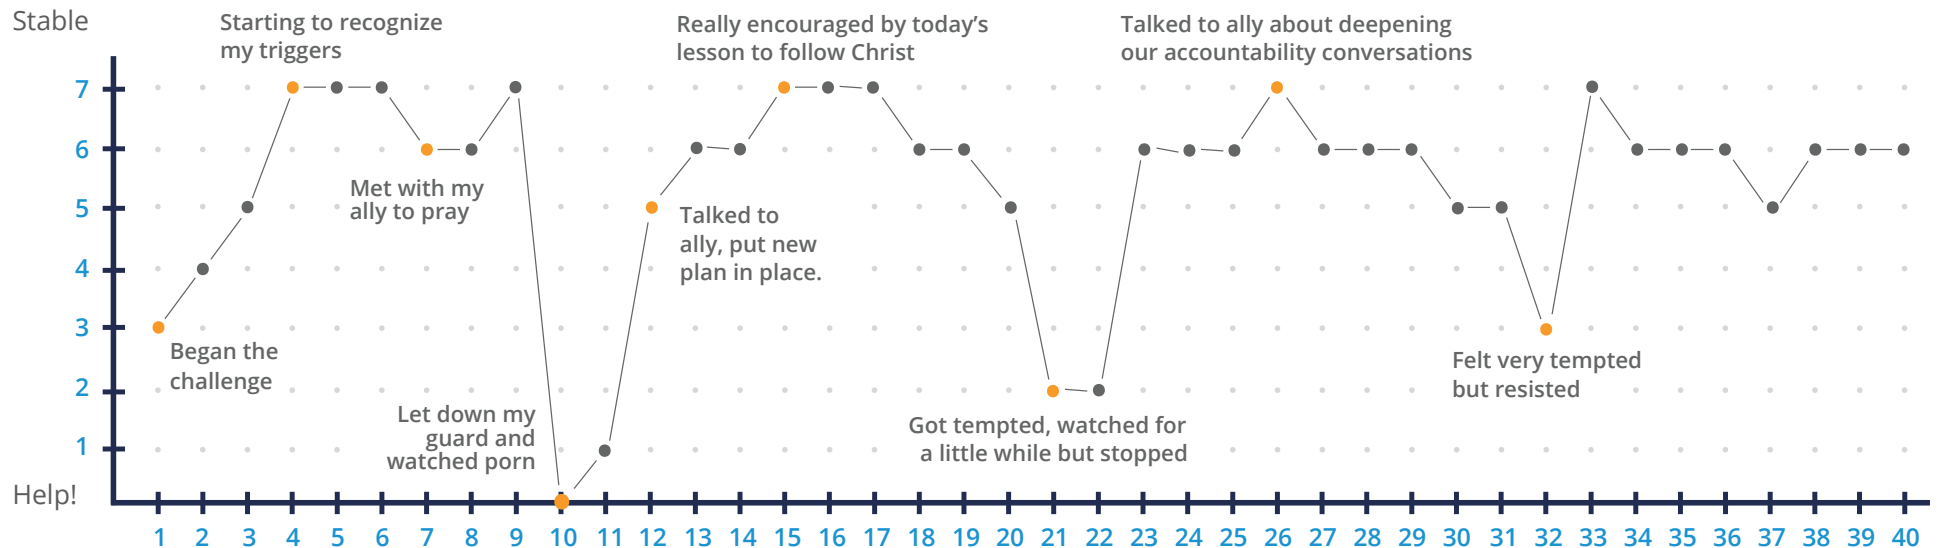 Stable
Starting to recognize
my triggers
Really encouraged by today’s
lesson to follow Christ
Talked to ally about deepening
our accountability conversations
7
6
5
4
3
2
1
Met with my
ally to pray
Talked to
ally, put new
plan in place.
Began the
challenge
Let down my
guard and
watched porn
Got tempted, watched for
a little while but stopped
Felt very tempted
but resisted
Help!
1 2 3 4 5 6 7 8 9 10 11 12 13 14 15 16 17 18 19 20 21 22 23 24 25 26 27 28 29 30 31 32 33 34 35 36 37 38 39 40